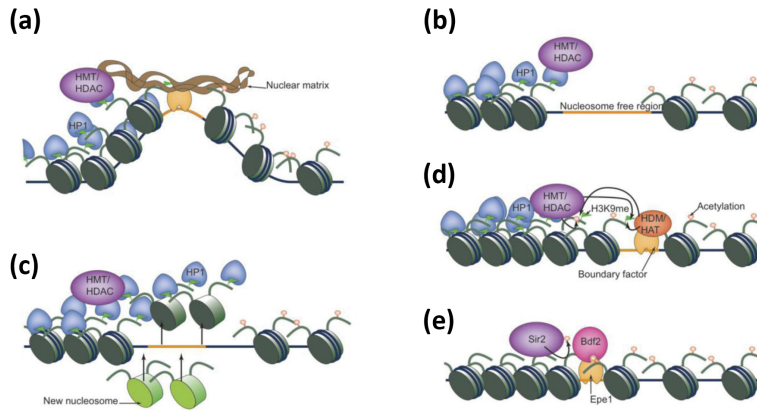 (a)
HMT/
HDAC
Nuclear matrix
HP1
(b)
HMT/
HDAC
HP1
Nucleosome free region
(c)
HP1
HMT/
HDAC
New nucleosome
(d)
HMT/
HDAC
HP1
H3K9me
HDM/
HAT
Acetylation
Boundary factor
(e)
Sir2
Bdf2
Epe1